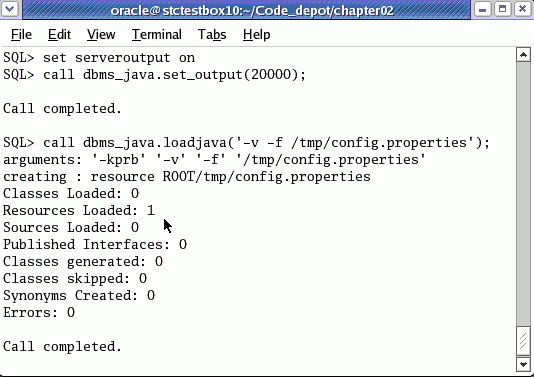 oracle@stctestbox10:~/Code_depot/chapter02
File Edit View Terminal Tabs Help
SQL> set serveroutput on
SQL> call dbms_java.set_output(20000);
Call completed.
SQL> call dbms_java.loadjava('-v -f /tmp/config.properties');
arguments: '-kprb' '-v' '-f' '/tmp/config.properties'
creating : resource ROOT/tmp/config.properties
Classes Loaded: 0
Resources Loaded: 1
Sources Loaded: 0
Published Interfaces: 0
Classes generated: 0
Classes skipped: 0
Synonyms Created: 0
Errors: 0
Call completed.